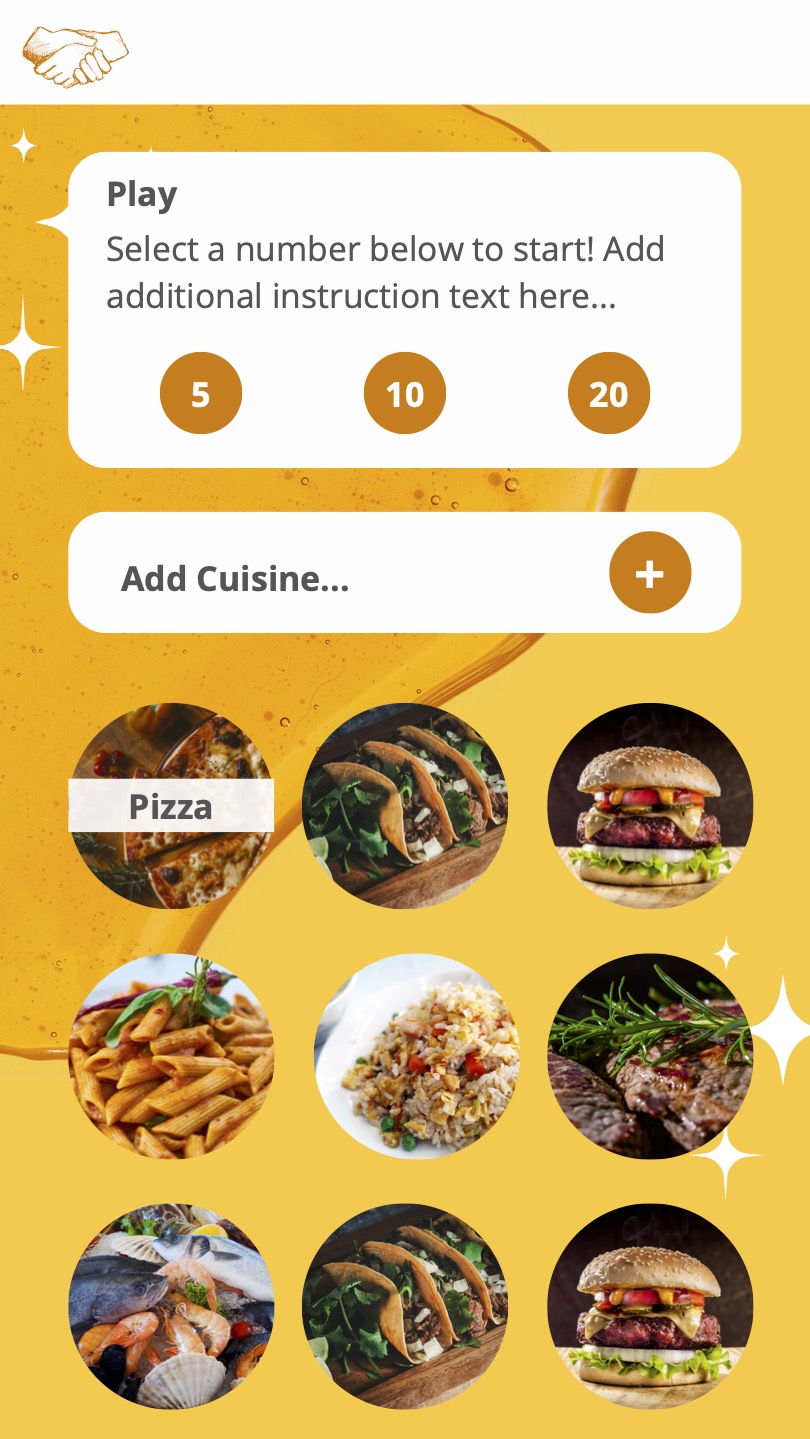 Play
Select a number below to start! Add
additional instruction text here...
5 10 20
Add Cuisine...
+
Pizza